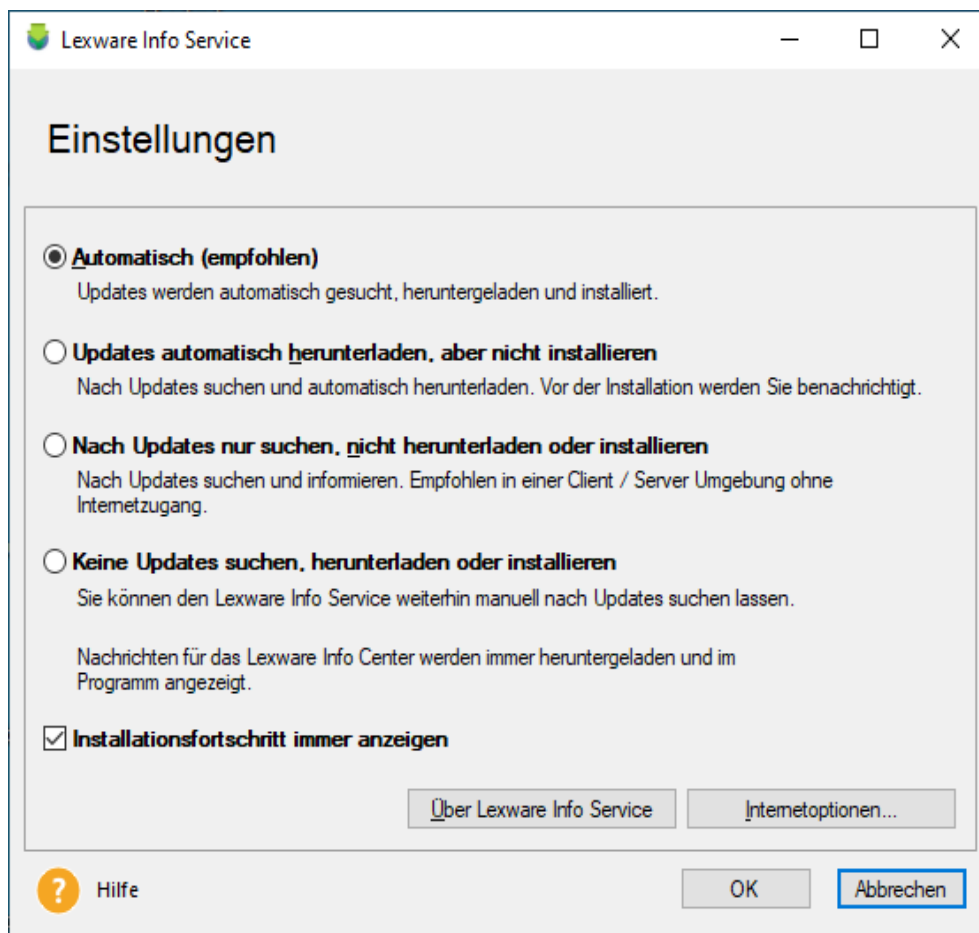 Lexware Info Service
Einstellungen
Automatisch (empfohlen)
Updates werden automatisch gesucht, heruntergeladen und installiert.
Updates automatisch herunterladen, aber nicht installieren
Nach Updates suchen und automatisch herunterladen. Vor der Installation werden Sie benachrichtigt.
Nach Updates nur suchen, nicht herunterladen oder installieren
Nach Updates suchen und informieren. Empfohlen in einer Client / Server Umgebung ohne
Internetzugang.
Keine Updates suchen, herunterladen oder installieren
Sie können den Lexware Info Service weiterhin manuell nach Updates suchen lassen.
Nachrichten für das Lexware Info Center werden immer heruntergeladen und im
Programm angezeigt.
Installationsfortschritt immer anzeigen
Über Lexware Info Service
Internetoptionen...
? Hilfe
OK
Abbrechen